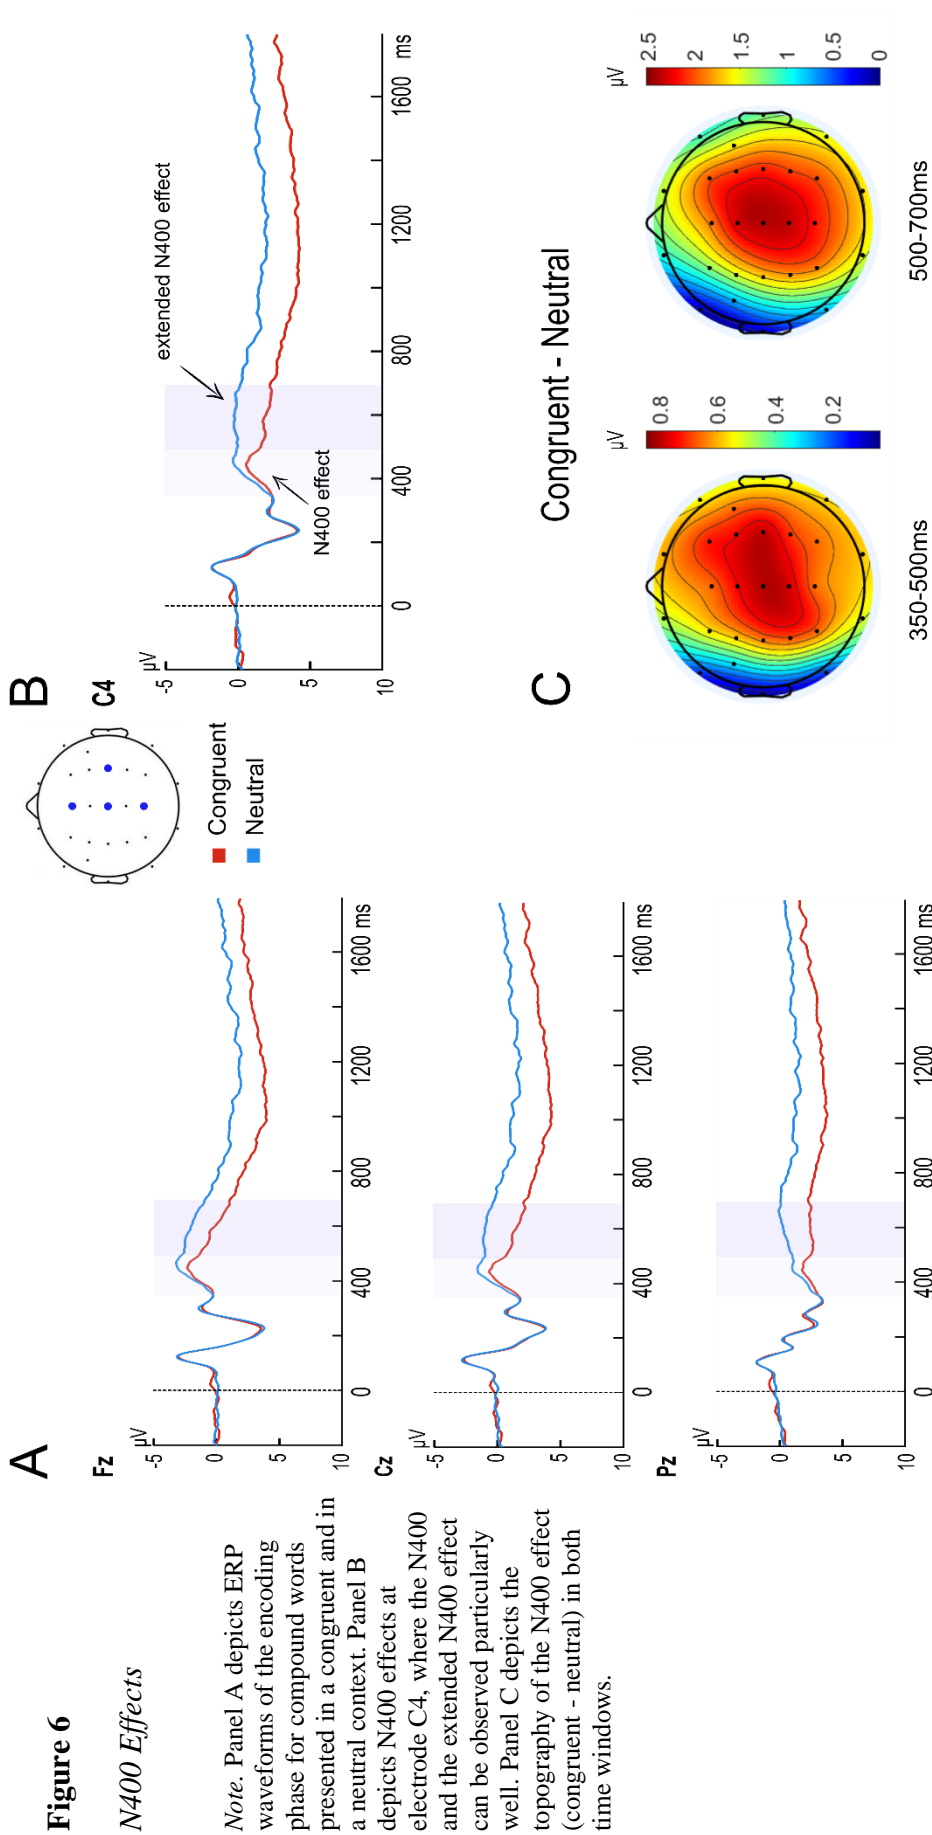 Figure 6
N400 Effects
Note. Panel A depicts ERP
waveforms of the encoding
phase for compound words
presented in a congruent and in
a neutral context. Panel B
depicts N400 effects at
electrode C4, where the N400
and the extended N400 effect
can be observed particularly
well. Panel C depicts the
topography of the N400 effect
(congruent - neutral) in both
time windows.
A
Fz
µV
-5
0
5
10
0 400 800 1200 1600 ms
Cz
µV
-5
0
5
10
0 400 800 1200 1600 ms
Pz
µV
-5
0
5
10
0 400 800 1200 1600 ms
Congruent
Neutral
B
C4
µV
-5
0
5
10
0 400 800 1200 1600 ms
extended N400 effect
N400 effect
C
Congruent - Neutral
µV
0.8
0.6
0.4
0.2
350-500ms
µV
2.5
2
1.5
1
0.5
0
500-700ms